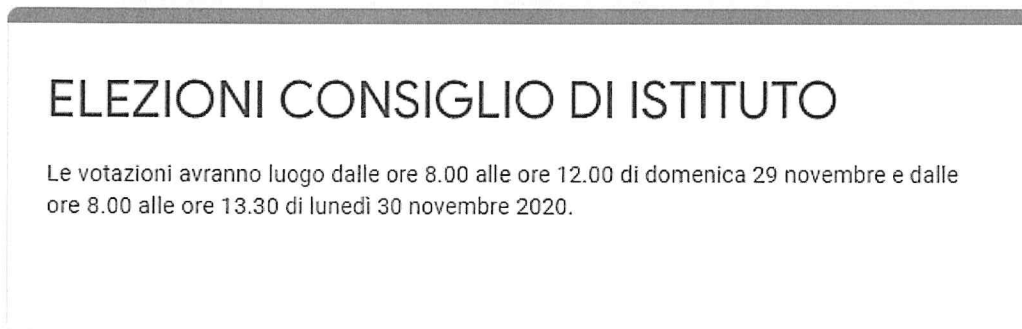 ELEZIONI CONSIGLIO DI ISTITUTO
Le votazioni avranno luogo dalle ore 8.00 alle ore 12.00 di domenica 29 novembre e dalle
ore 8.00 alle ore 13.30 di lunedì 30 novembre 2020.